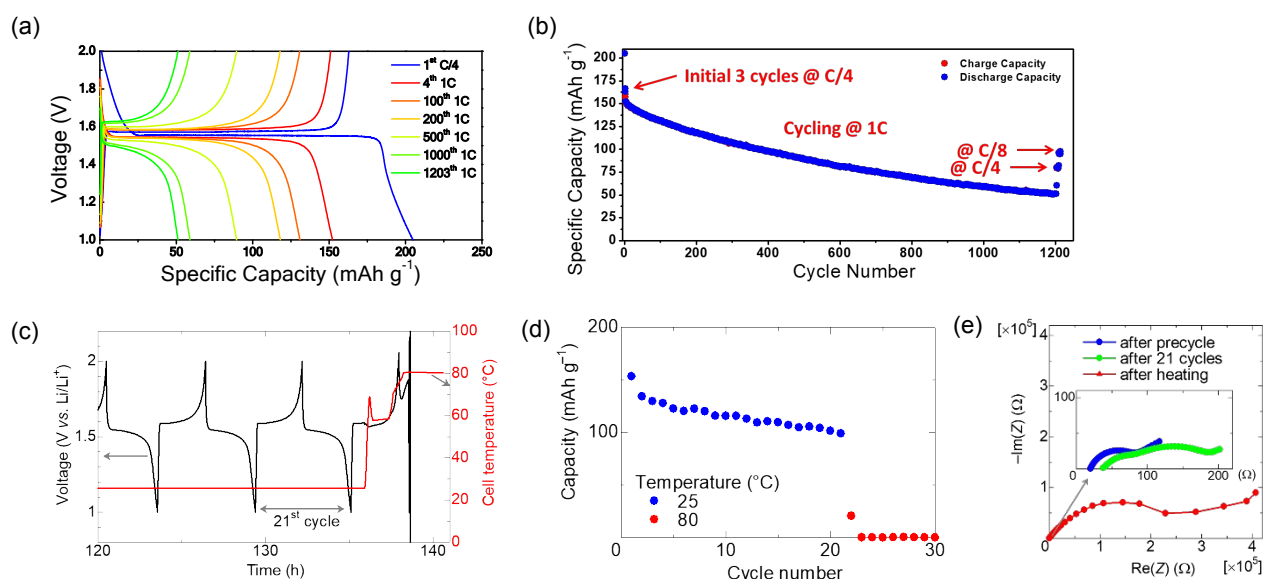 (a)
2.0
1.8
1.6
1.4
1.2
1.0
Voltage (V)
0
50
100
150
200
250
Specific Capacity (mAh g⁻¹)
1st C/4
4th 1C
100th 1C
200th 1C
500th 1C
1000th 1C
1203th 1C
(b)
200
175
150
125
100
75
50
25
0
Specific Capacity (mAh g⁻¹)
0
200
400
600
800
1000
1200
Cycle Number
Charge Capacity
Discharge Capacity
Initial 3 cycles @ C/4
Cycling @ 1C
@ C/8
@ C/4
(c)
2
1.5
1
Voltage (V vs. Li/Li⁺)
120
130
140
Time (h)
100
80
60
40
20
0
Cell temperature (°C)
21st cycle
(d)
200
100
0
Capacity (mAh g⁻¹)
0
10
20
30
Cycle number
Temperature (°C)
25
80
(e)
[×10⁵]
4
3
2
1
0
–Im(Z) (Ω)
0
1
2
3
4
Re(Z) (Ω)
[×10⁵]
after precycle
after 21 cycles
after heating
100
0
100
200
(Ω)